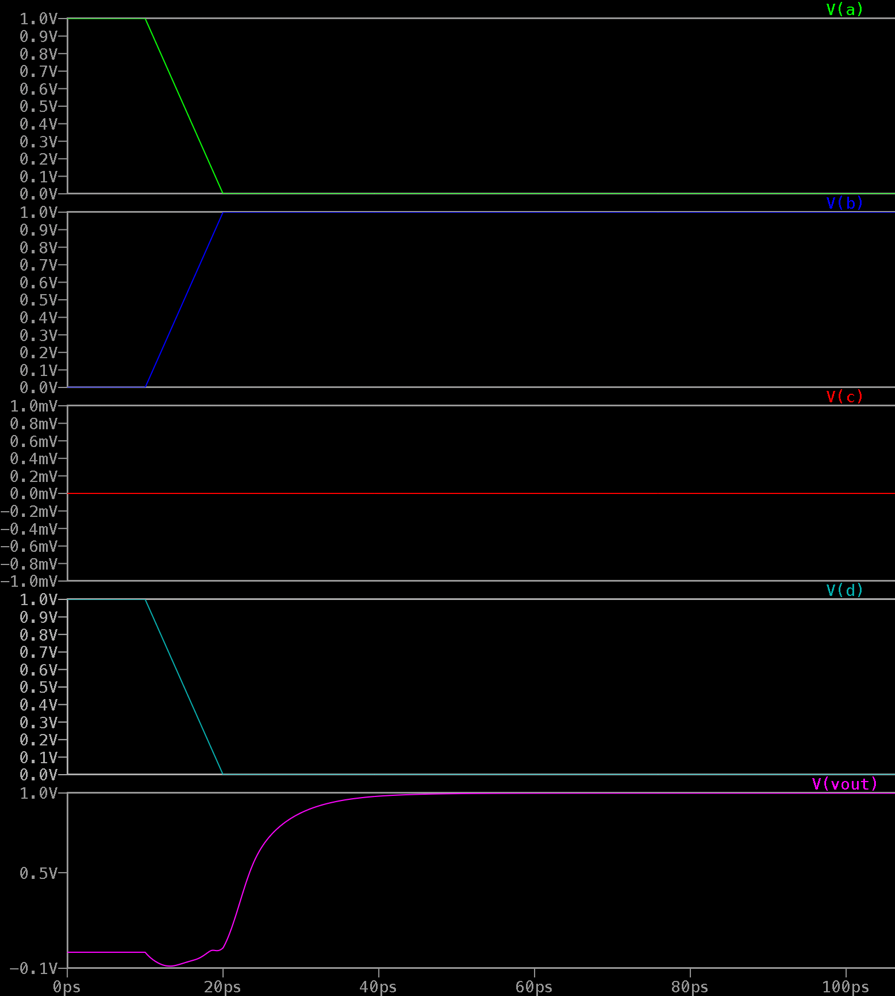 V(a)
1.0V
0.9V
0.8V
0.7V
0.6V
0.5V
0.4V
0.3V
0.2V
0.1V
0.0V
V(b)
1.0V
0.9V
0.8V
0.7V
0.6V
0.5V
0.4V
0.3V
0.2V
0.1V
0.0V
V(c)
1.0mV
0.8mV
0.6mV
0.4mV
0.2mV
0.0mV
-0.2mV
-0.4mV
-0.6mV
-0.8mV
-1.0mV
V(d)
1.0V
0.9V
0.8V
0.7V
0.6V
0.5V
0.4V
0.3V
0.2V
0.1V
0.0V
V(vout)
1.0V
0.5V
-0.1V
0ps 20ps 40ps 60ps 80ps 100ps